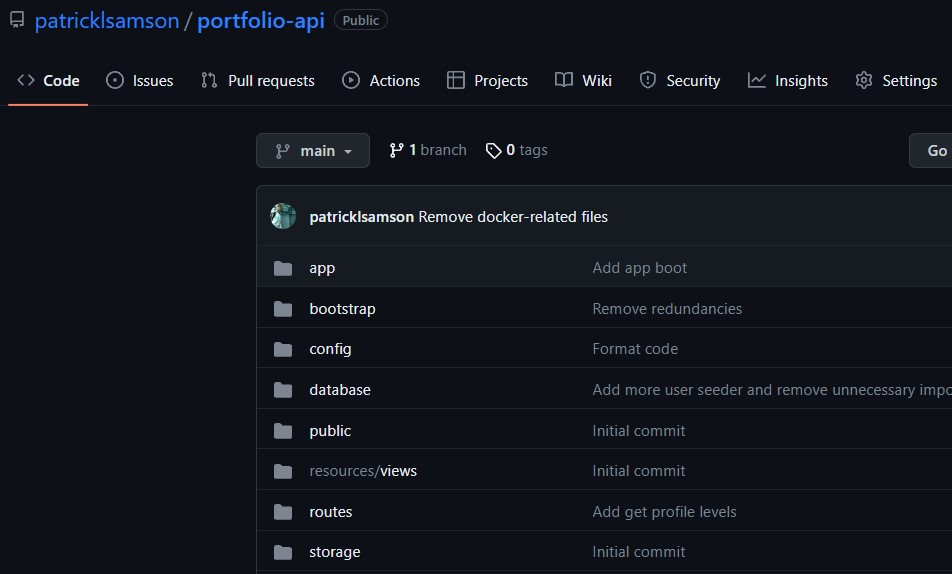 patricklsamson / portfolio-api Public
Code Issues Pull requests Actions Projects Wiki Security Insights Settings
main 1 branch 0 tags Go
patricklsamson Remove docker-related files
app Add app boot
bootstrap Remove redundancies
config Format code
database Add more user seeder and remove unnecessary impo
public Initial commit
resources/views Initial commit
routes Add get profile levels
storage Initial commit